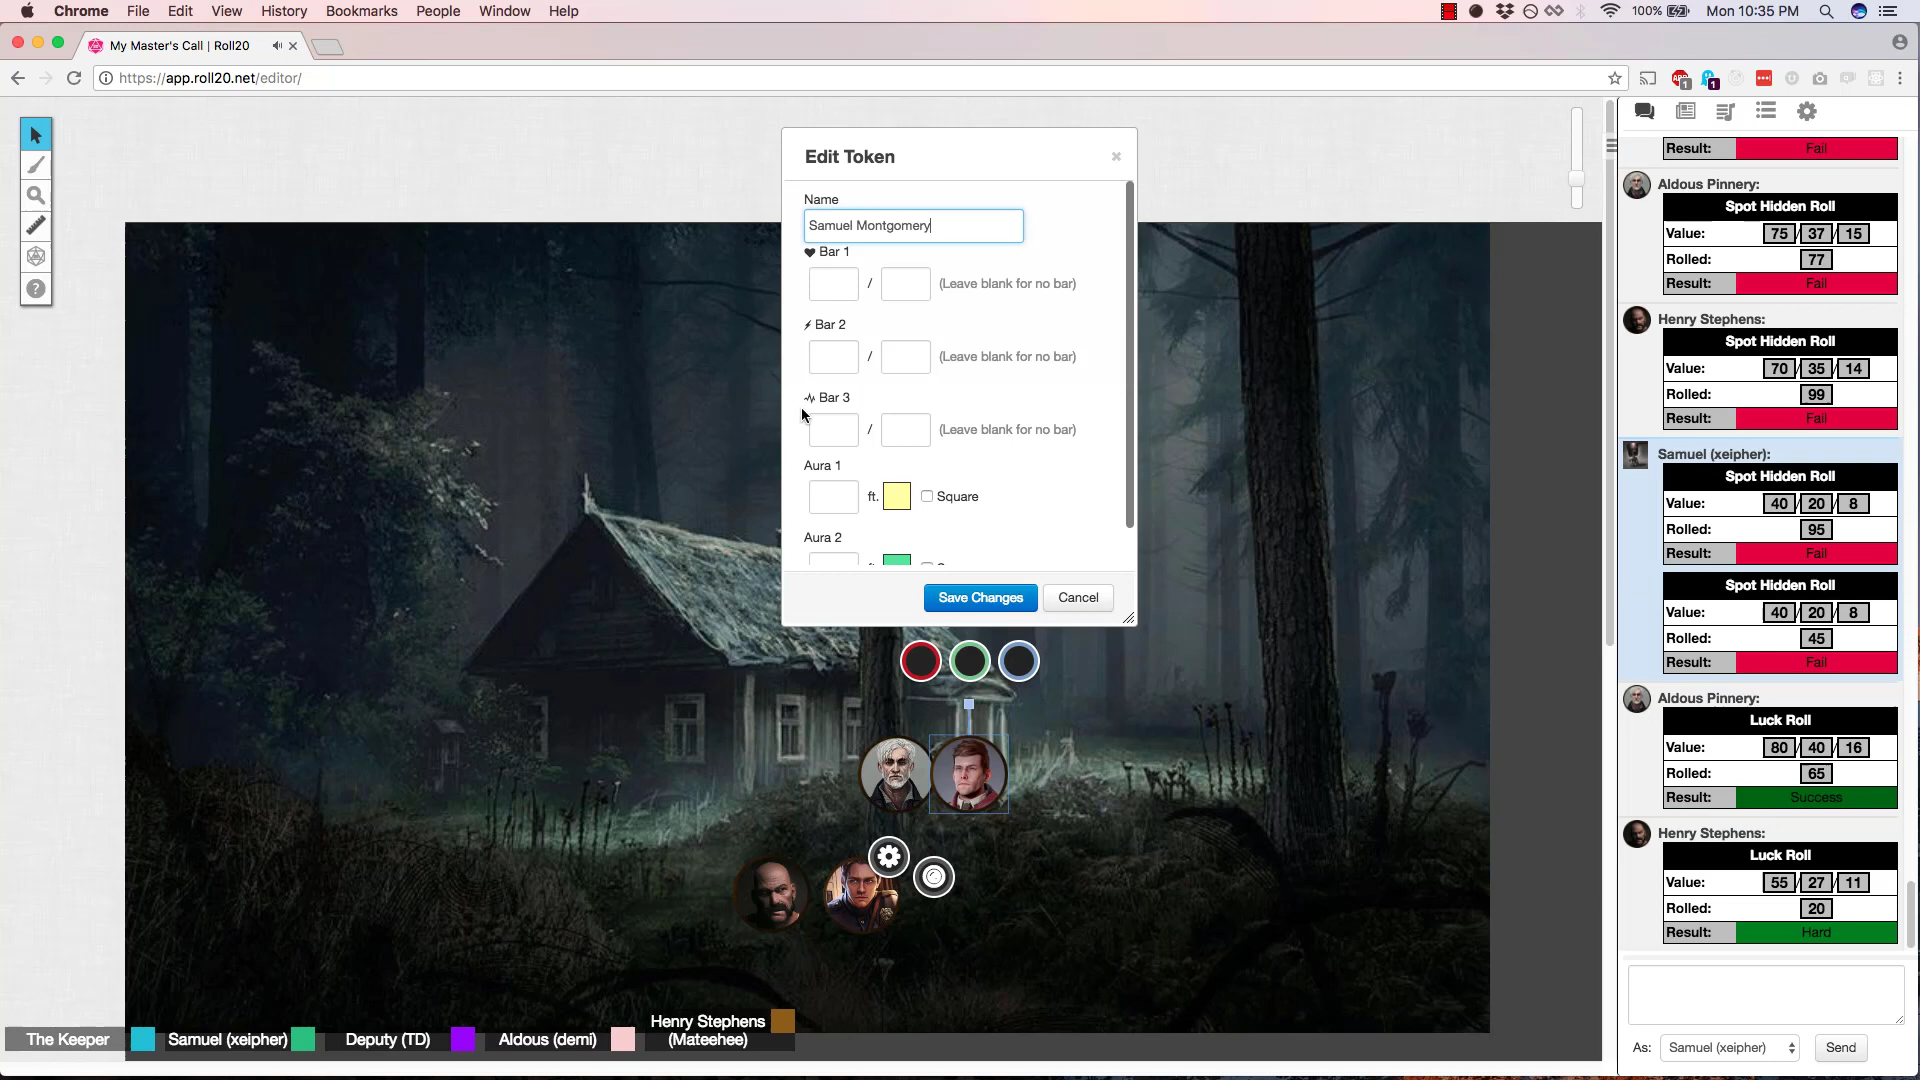 Chrome File Edit View History Bookmarks People Window Help
100% Mon 10:35 PM
My Master's Call | Roll20
https://app.roll20.net/editor/
1
1
Edit Token
×
Name
Samuel Montgomery
Bar 1
/ (Leave blank for no bar)
Bar 2
/ (Leave blank for no bar)
Bar 3
/ (Leave blank for no bar)
Aura 1
ft. Square
Aura 2
Save Changes Cancel
Result: Fail
Aldous Pinnery:
Spot Hidden Roll
Value: 75 / 37 / 15
Rolled: 77
Result: Fail
Henry Stephens:
Spot Hidden Roll
Value: 70 / 35 / 14
Rolled: 99
Result: Fail
Samuel (xeipher):
Spot Hidden Roll
Value: 40 / 20 / 8
Rolled: 95
Result: Fail
Spot Hidden Roll
Value: 40 / 20 / 8
Rolled: 45
Result: Fail
Aldous Pinnery:
Luck Roll
Value: 80 / 40 / 16
Rolled: 65
Result: Success
Henry Stephens:
Luck Roll
Value: 55 / 27 / 11
Rolled: 20
Result: Hard
As: Samuel (xeipher) Send
The Keeper
Samuel (xeipher)
Deputy (TD)
Aldous (demi)
Henry Stephens
(Mateehee)